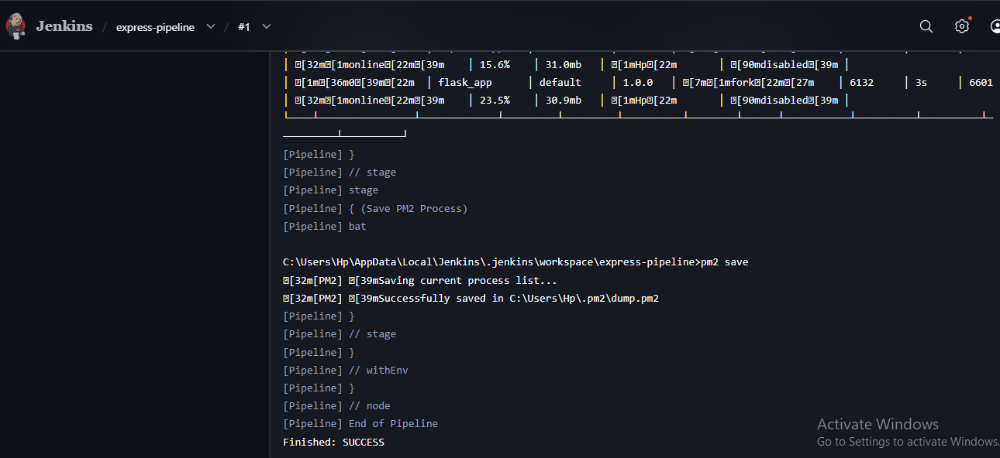 Jenkins / express-pipeline / #1
│ [32m[1monline[22m[39m │ 15.6% │ 31.0mb │ [1mHp[22m │ [90mdisabled[39m │
│ [1m[36m0[39m[22m │ flask_app │ default │ 1.0.0 │ [7m[1mfork[22m[27m │ 6132 │ 3s │ 6601
│ [32m[1monline[22m[39m │ 23.5% │ 30.9mb │ [1mHp[22m │ [90mdisabled[39m │
[Pipeline] }
[Pipeline] // stage
[Pipeline] stage
[Pipeline] { (Save PM2 Process)
[Pipeline] bat
C:\Users\Hp\AppData\Local\Jenkins\.jenkins\workspace\express-pipeline>pm2 save
[32m[PM2] [39mSaving current process list...
[32m[PM2] [39mSuccessfully saved in C:\Users\Hp\.pm2\dump.pm2
[Pipeline] }
[Pipeline] // stage
[Pipeline] }
[Pipeline] // withEnv
[Pipeline] }
[Pipeline] // node
[Pipeline] End of Pipeline
Finished: SUCCESS
Activate Windows
Go to Settings to activate Windows.